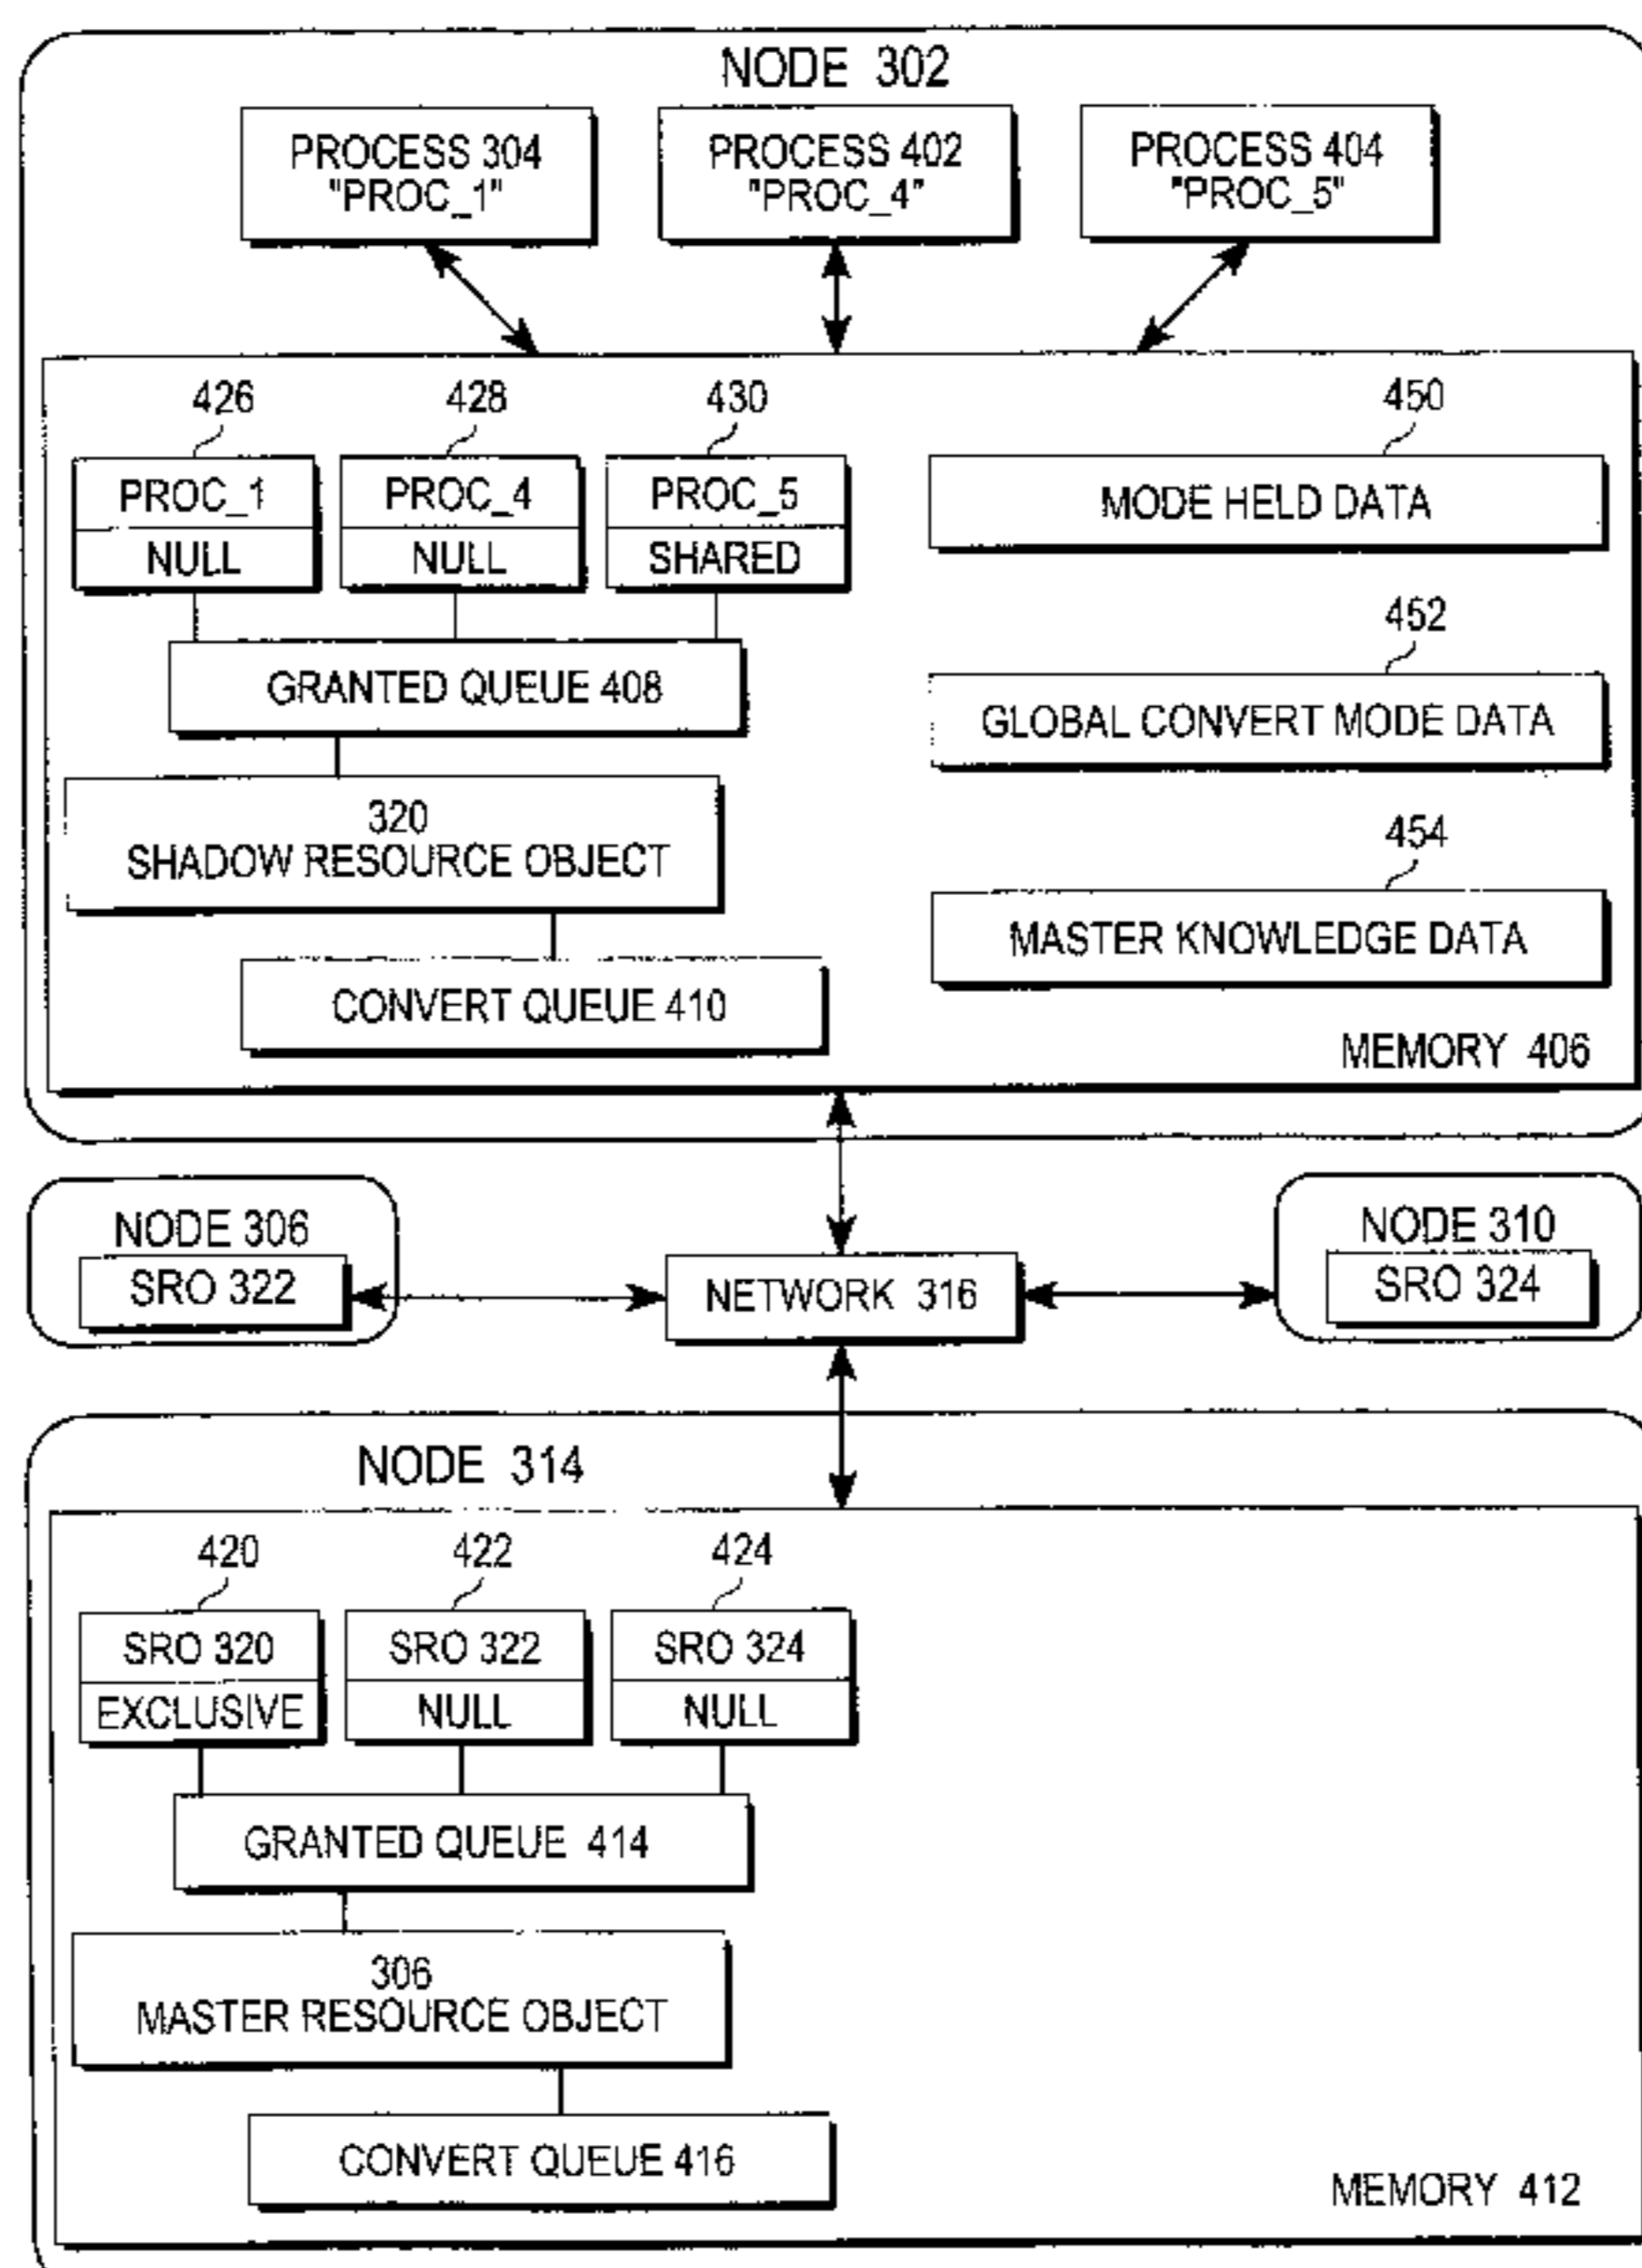 NODE 302
PROCESS 304
"PROC_1"
PROCESS 402
"PROC_4"
PROCESS 404
"PROC_5"
426
428
430
450
PROC_1
NULL
PROC_4
NULL
PROC_5
SHARED
MODE HELD DATA
452
GRANTED QUEUE 408
GLOBAL CONVERT MODE DATA
320
SHADOW RESOURCE OBJECT
454
MASTER KNOWLEDGE DATA
CONVERT QUEUE 410
MEMORY 406
NODE 306
SRO 322
NETWORK 316
NODE 310
SRO 324
NODE 314
420
422
424
SRO 320
EXCLUSIVE
SRO 322
NULL
SRO 324
NULL
GRANTED QUEUE 414
306
MASTER RESOURCE OBJECT
CONVERT QUEUE 416
MEMORY 412